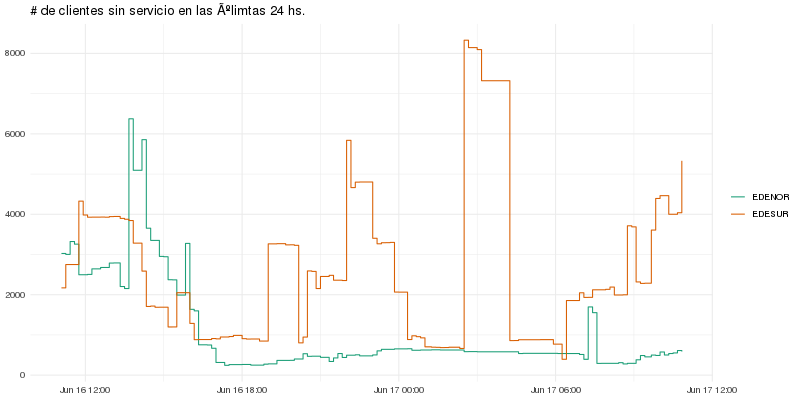 # de clientes sin servicio en las Ãºlimtas 24 hs.
8000
6000
4000
2000
0
Jun 16 12:00
Jun 16 18:00
Jun 17 00:00
Jun 17 06:00
Jun 17 12:00
EDENOR
EDESUR